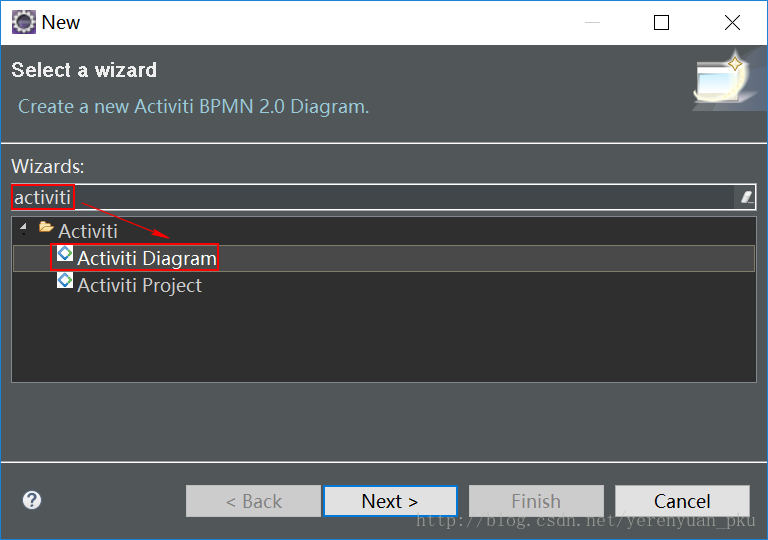 New
Select a wizard
Create a new Activiti BPMN 2.0 Diagram.
Wizards:
activiti
Activiti
Activiti Diagram
Activiti Project
< Back Next > Finish Cancel
http://blog.csdn.net/yerenyuan_pku